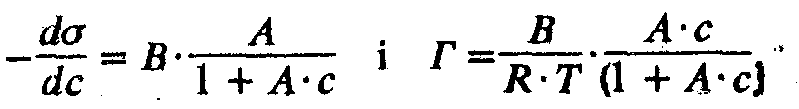 −dσ/dc = B·A/(1 + A·c) і Γ = B/(R·T)·A·c/(1 + A·c)